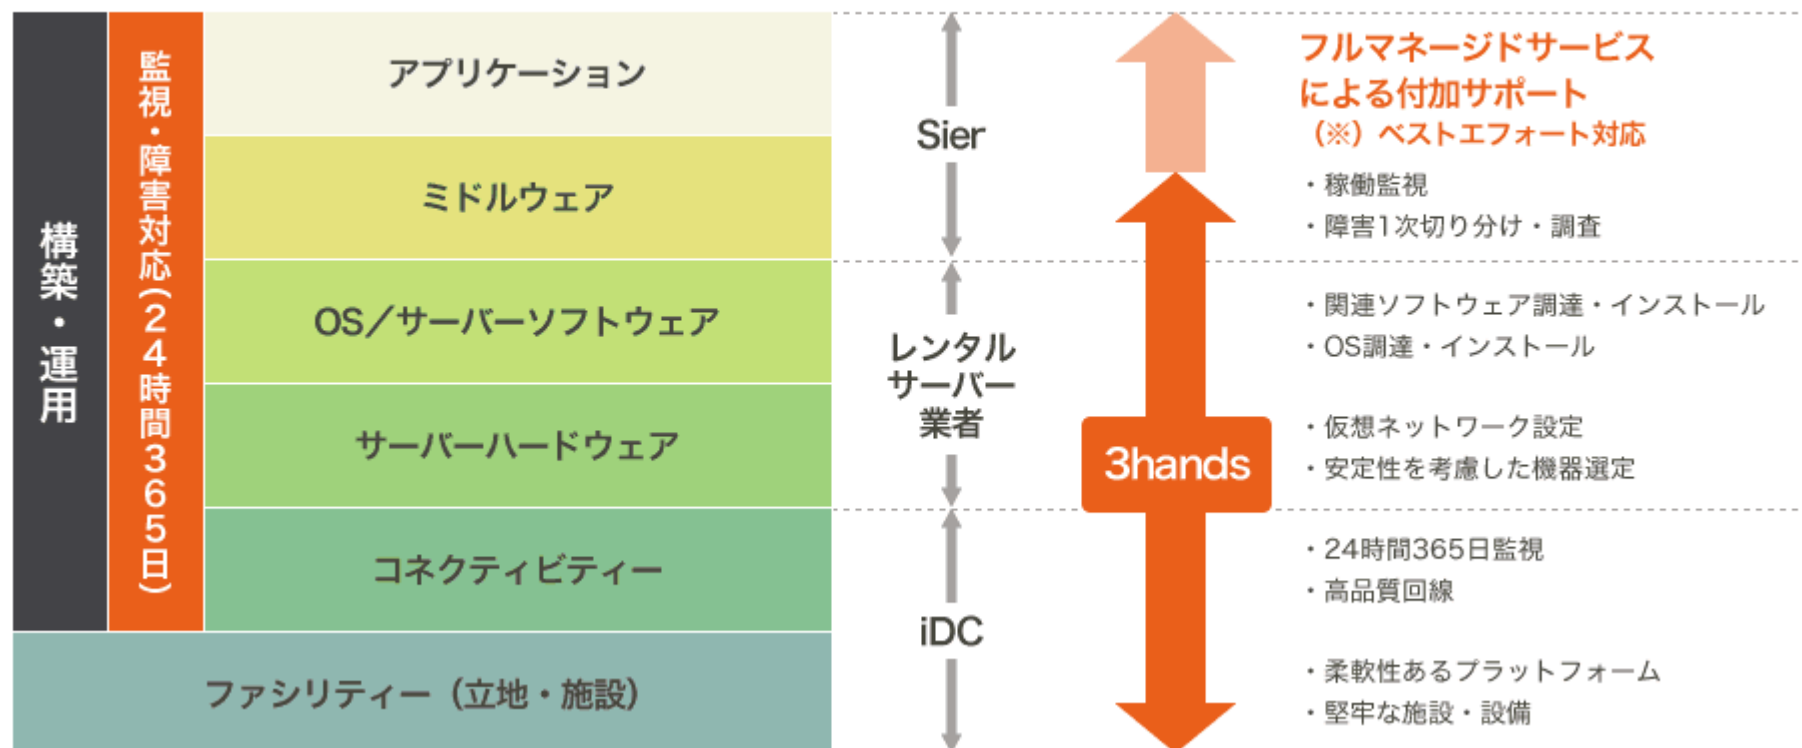 構築・運用
監視・障害対応(24時間365日)
アプリケーション
ミドルウェア
OS／サーバーソフトウェア
サーバーハードウェア
コネクティビティー
ファシリティー（立地・施設）
Sier
レンタル
サーバー
業者
iDC
3hands
フルマネージドサービス
による付加サポート
（※）ベストエフォート対応
・稼働監視
・障害1次切り分け・調査
・関連ソフトウェア調達・インストール
・OS調達・インストール
・仮想ネットワーク設定
・安定性を考慮した機器選定
・24時間365日監視
・高品質回線
・柔軟性あるプラットフォーム
・堅牢な施設・設備